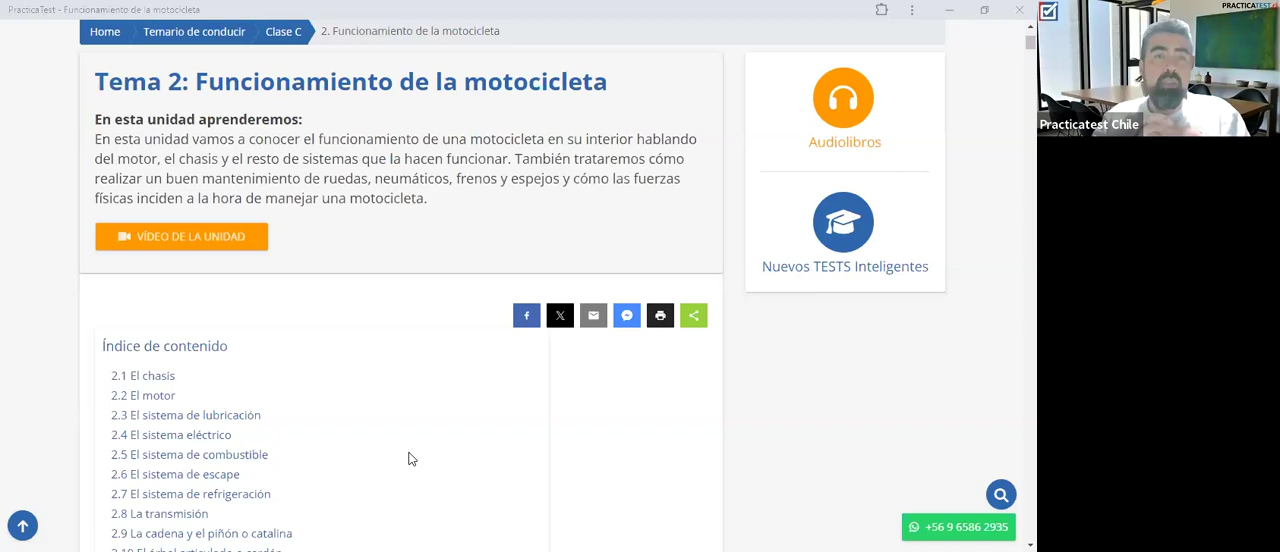 PracticaTest - Funcionamiento de la motocicleta
Home
Temario de conducir
Clase C
2. Funcionamiento de la motocicleta
Tema 2: Funcionamiento de la motocicleta
En esta unidad aprenderemos:
En esta unidad vamos a conocer el funcionamiento de una motocicleta en su interior hablando
del motor, el chasis y el resto de sistemas que la hacen funcionar. También trataremos cómo
realizar un buen mantenimiento de ruedas, neumáticos, frenos y espejos y cómo las fuerzas
físicas inciden a la hora de manejar una motocicleta.
VÍDEO DE LA UNIDAD
Audiolibros
Nuevos TESTS Inteligentes
Índice de contenido
2.1 El chasis
2.2 El motor
2.3 El sistema de lubricación
2.4 El sistema eléctrico
2.5 El sistema de combustible
2.6 El sistema de escape
2.7 El sistema de refrigeración
2.8 La transmisión
2.9 La cadena y el piñón o catalina
2.10 El árbol articulado o cardán
+56 9 6586 2935
PRACTICATEST.cl
Practicatest Chile